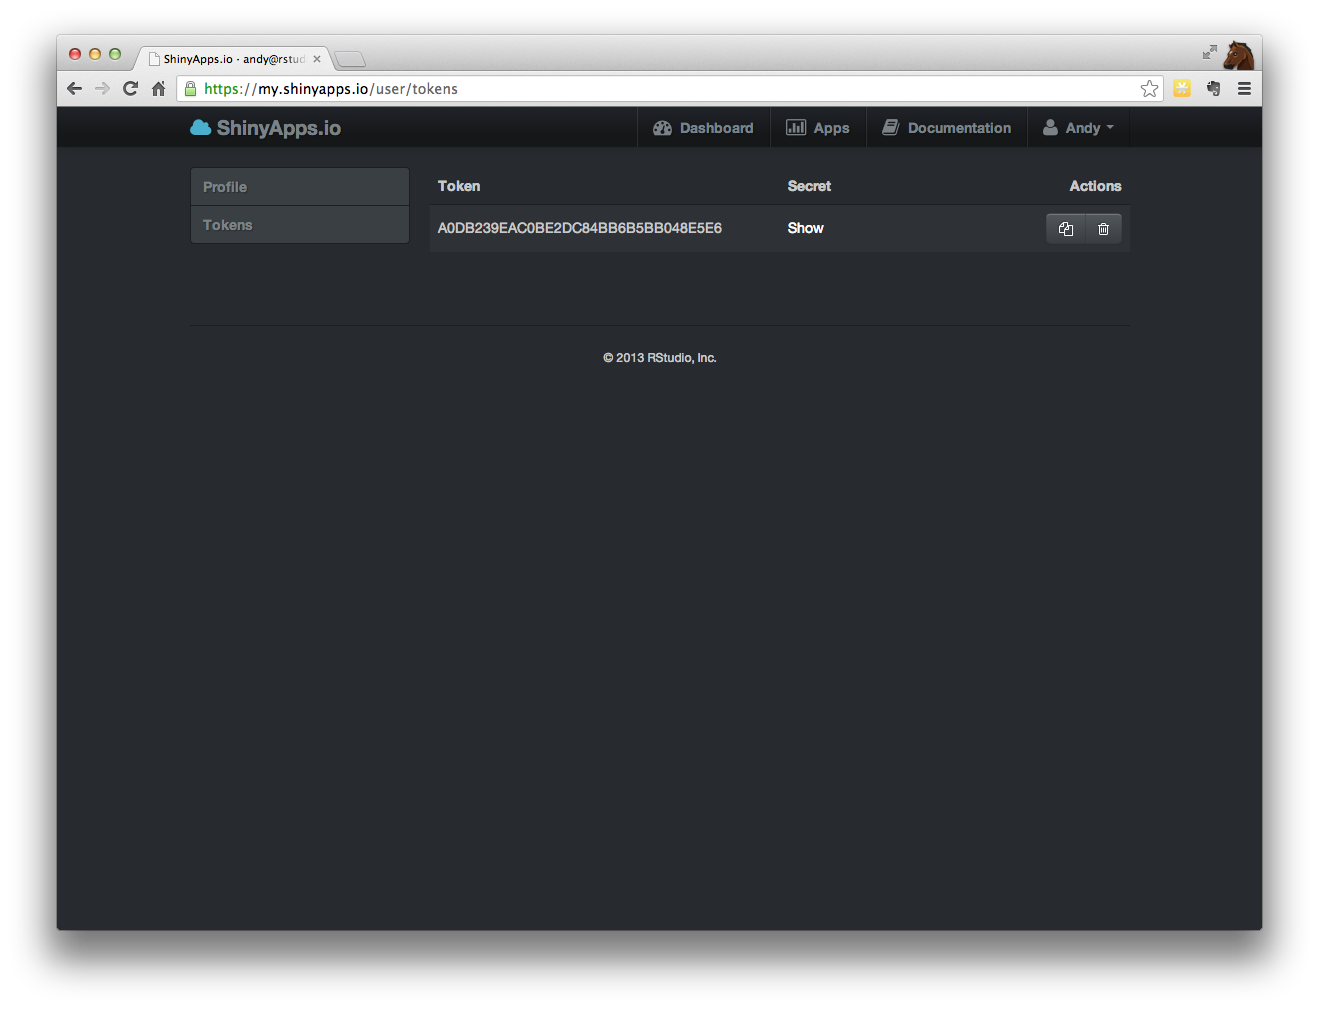 ShinyApps.io · andy@rstud
https://my.shinyapps.io/user/tokens
ShinyApps.io Dashboard Apps Documentation Andy
Profile
Tokens
Token Secret Actions
A0DB239EAC0BE2DC84BB6B5BB048E5E6 Show
© 2013 RStudio, Inc.